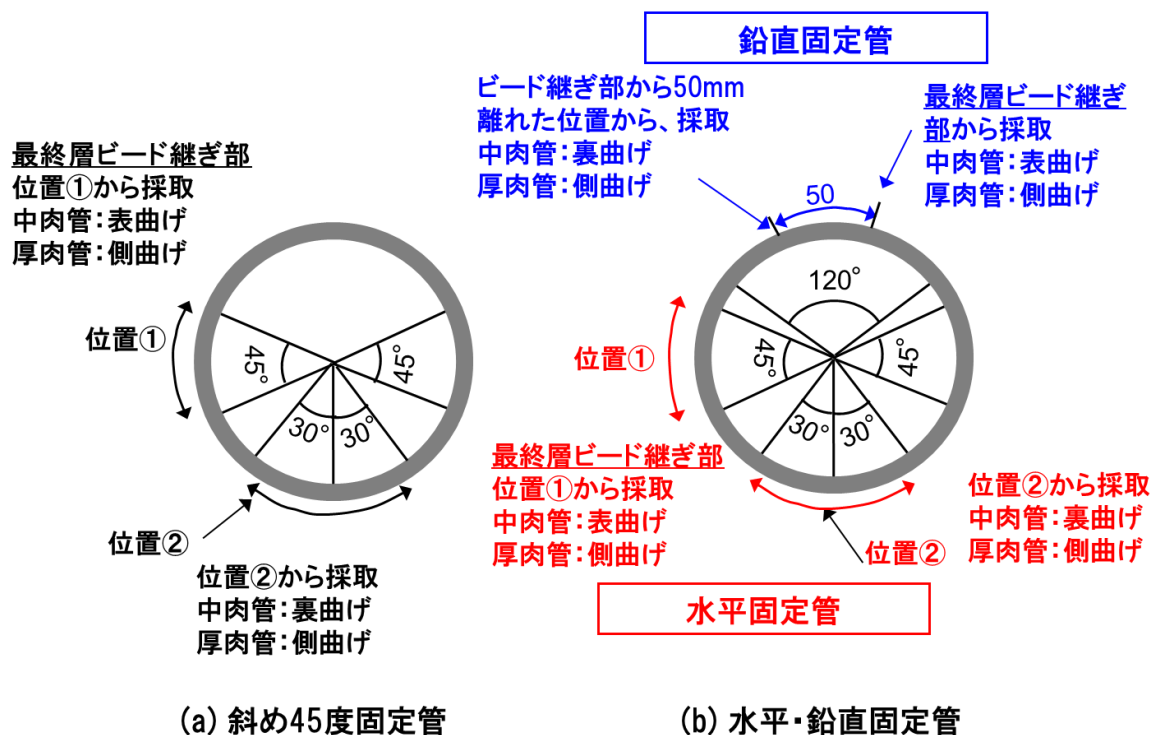 鉛直固定管
ビード継ぎ部から50mm
離れた位置から、採取
中肉管：裏曲げ
厚肉管：側曲げ
最終層ビード継ぎ
部から採取
中肉管：表曲げ
厚肉管：側曲げ
最終層ビード継ぎ部
位置①から採取
中肉管：表曲げ
厚肉管：側曲げ
位置①
45°
45°
30°
30°
位置②
位置②から採取
中肉管：裏曲げ
厚肉管：側曲げ
50
120°
位置①
45°
45°
30°
30°
最終層ビード継ぎ部
位置①から採取
中肉管：表曲げ
厚肉管：側曲げ
位置②
位置②から採取
中肉管：裏曲げ
厚肉管：側曲げ
水平固定管
(a) 斜め45度固定管
(b) 水平・鉛直固定管